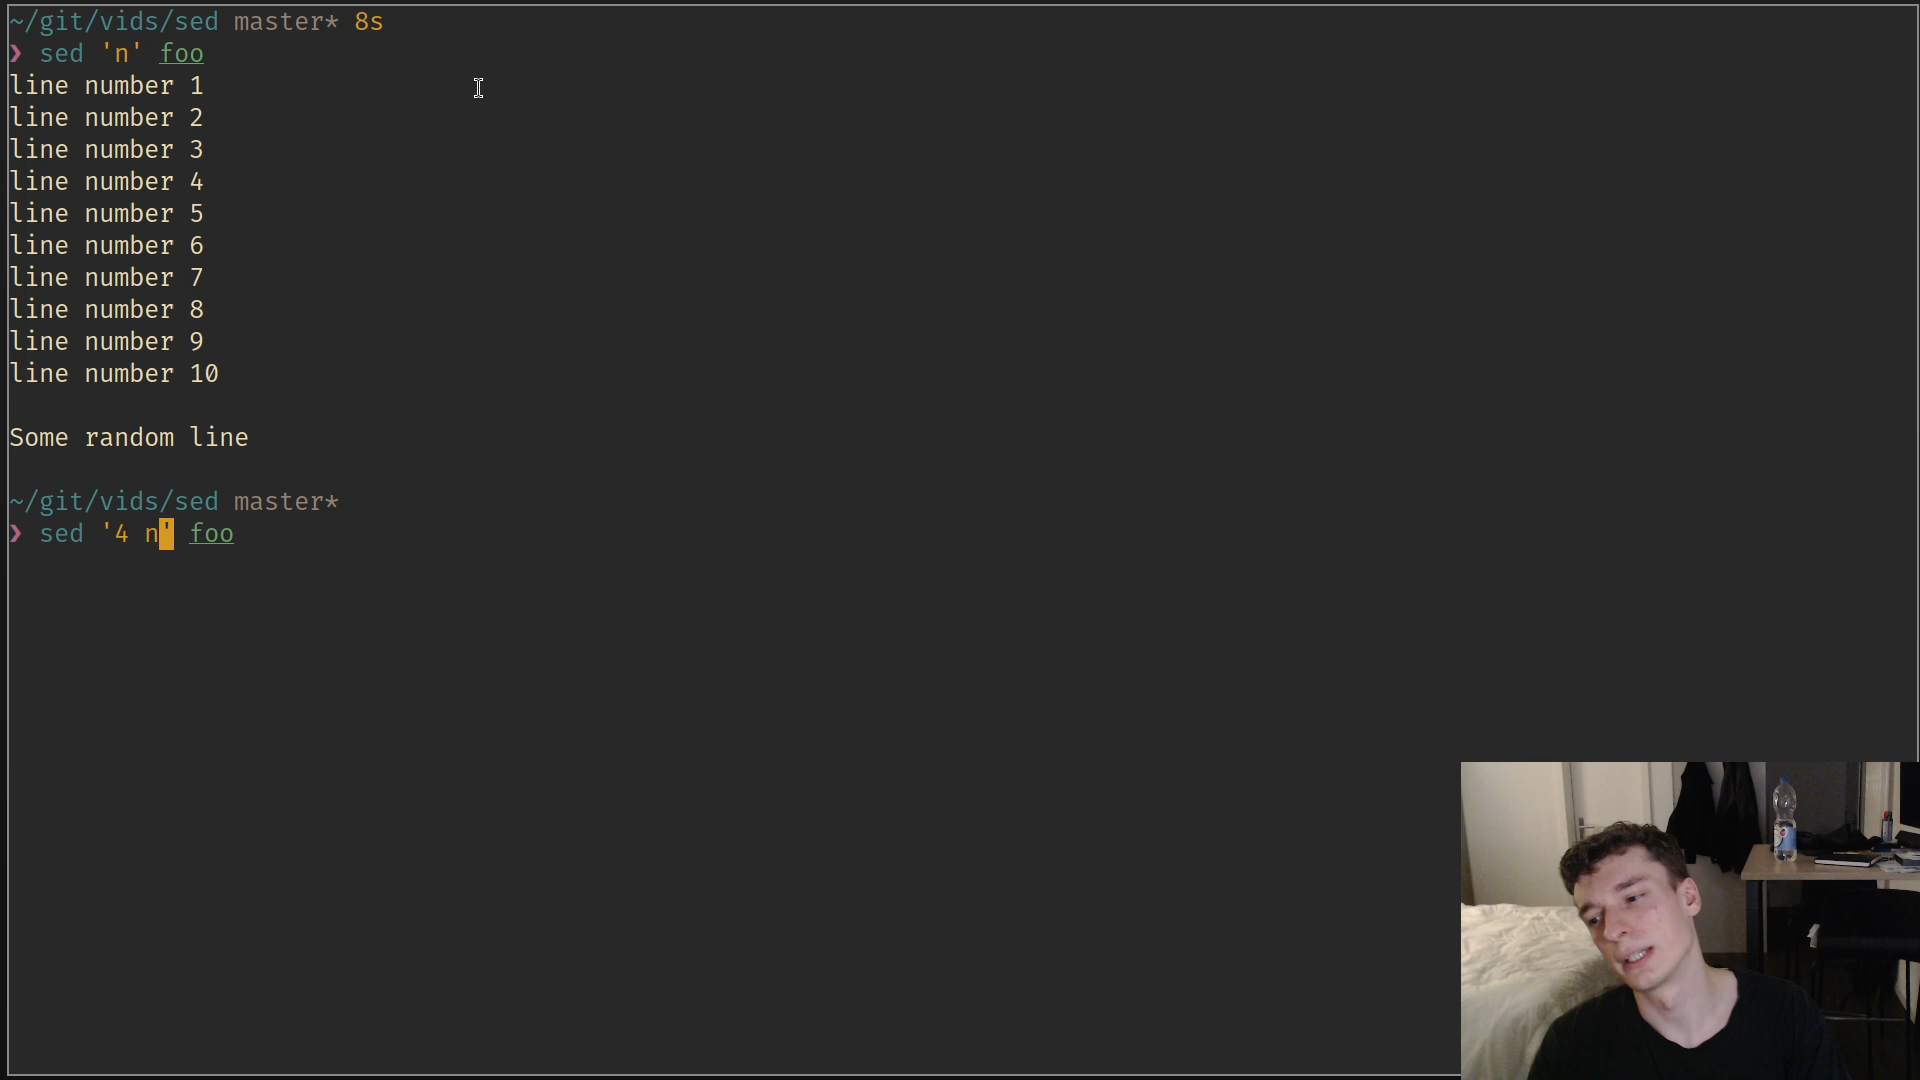 ~/git/vids/sed master* 8s
❯ sed 'n' foo
line number 1
line number 2
line number 3
line number 4
line number 5
line number 6
line number 7
line number 8
line number 9
line number 10
Some random line
~/git/vids/sed master*
❯ sed '4 n' foo